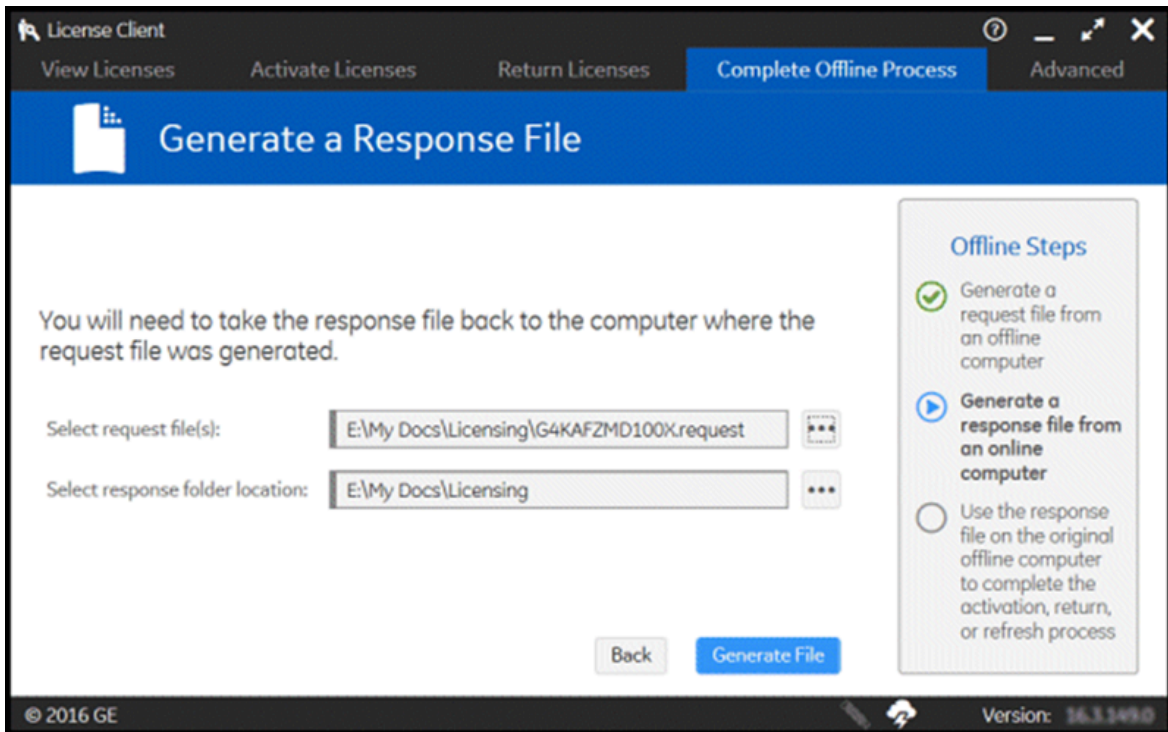 License Client
View Licenses Activate Licenses Return Licenses Complete Offline Process Advanced
Generate a Response File
You will need to take the response file back to the computer where the
request file was generated.
Select request file(s): E:\My Docs\Licensing\G4KAFZMD100X.request
Select response folder location: E:\My Docs\Licensing
Back Generate File
Offline Steps
Generate a
request file from
an offline
computer
Generate a
response file from
an online
computer
Use the response
file on the original
offline computer
to complete the
activation, return,
or refresh process
© 2016 GE
Version: